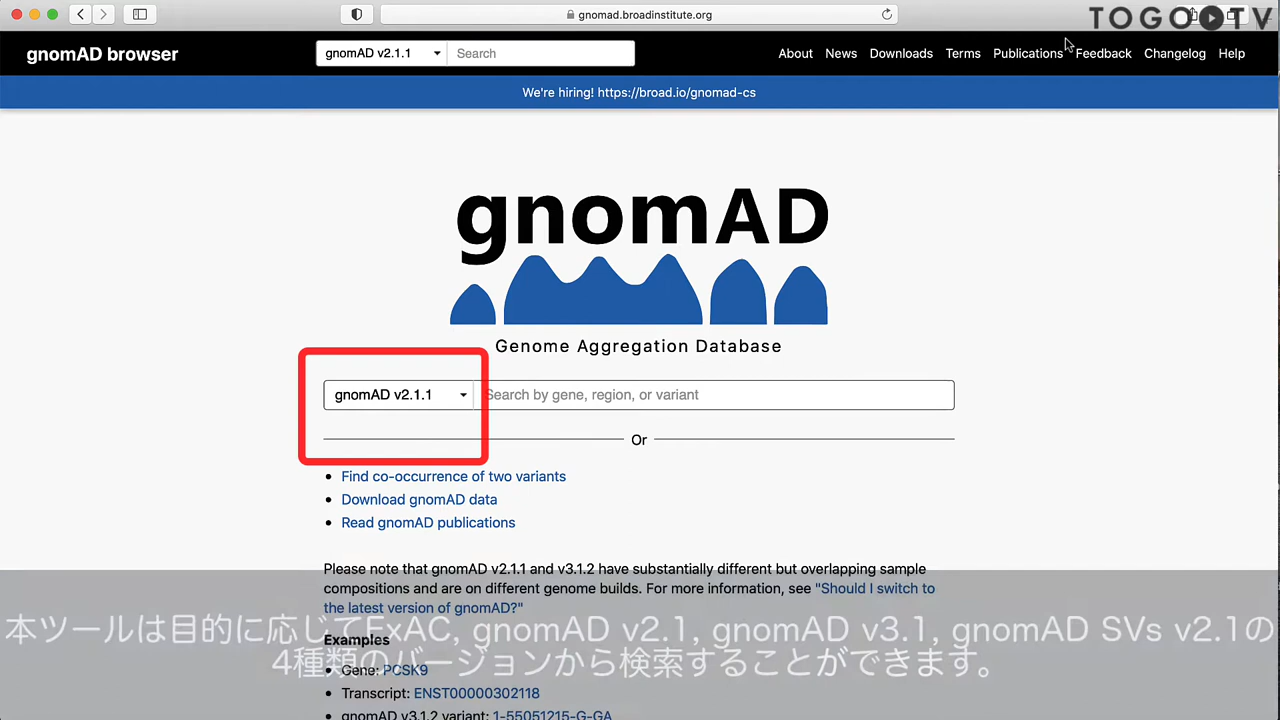 gnomad.broadinstitute.org
TOGO TV
gnomAD browser
gnomAD v2.1.1
Search
About News Downloads Terms Publications Feedback Changelog Help
We're hiring! https://broad.io/gnomad-cs
gnomAD
Genome Aggregation Database
gnomAD v2.1.1
Search by gene, region, or variant
Or
Find co-occurrence of two variants
Download gnomAD data
Read gnomAD publications
Please note that gnomAD v2.1.1 and v3.1.2 have substantially different but overlapping sample
compositions and are on different genome builds. For more information, see "Should I switch to
the latest version of gnomAD?"
本ツールは目的に応じてExAC, gnomAD v2.1, gnomAD v3.1, gnomAD SVs v2.1の
4種類のバージョンから検索することができます。
Examples
Gene: PCSK9
Transcript: ENST00000302118
gnomAD v3.1.2 variant: 1-55051215-G-GA